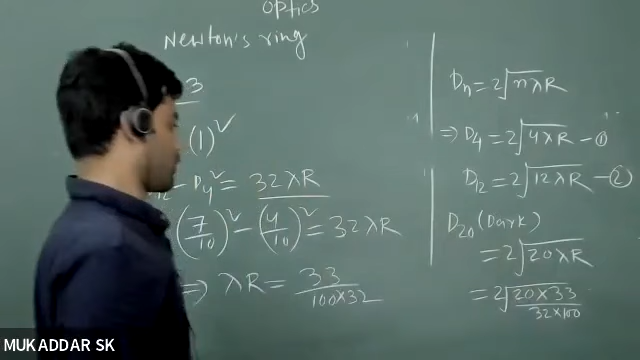 optics
Newton's ring
3
(1)²
- D₄² = 32λR
(7/10)² - (4/10)² = 32λR
⇒ λR = 33/(100×32)
Dₙ = 2√(nλR)
⇒ D₄ = 2√(4λR) - ①
D₁₂ = 2√(12λR) - ②
D₂₀ (Dark)
= 2√(20λR)
= 2√((20×33)/(32×100))
MUKADDAR SK